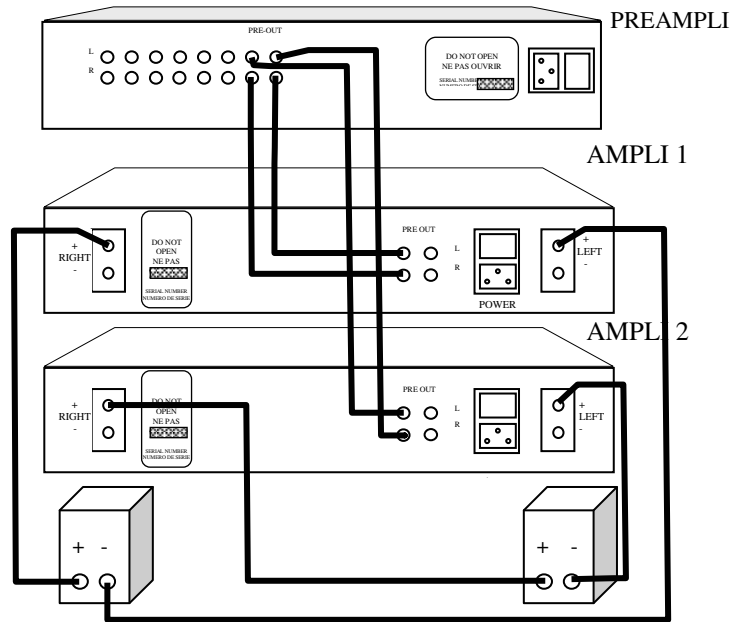 PRE-OUT
PREAMPLI
L
R
DO NOT OPEN
NE PAS OUVRIR
SERIAL NUMBER
AMPLI 1
+
RIGHT
-
DO NOT
OPEN
NE PAS
SERIAL NUMBER
NUMERO DE SERIE
PRE OUT
L
R
POWER
+
LEFT
-
AMPLI 2
+
RIGHT
-
DO NOT
OPEN
NE PAS
SERIAL NUMBER
NUMERO DE SERIE
PRE OUT
L
R
+
LEFT
-
+ -
+ -